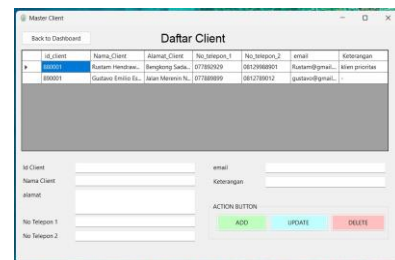 Master Client
Back to Dashboard
Daftar Client
id_client Nama_Client Alamat_Client No_telepon_1 No_telepon_2 email Keterangan
880001 Rustam Hendraw... Bengkong Sada... 077892929 08129988901 Rustam@gmail... klien prioritas
890001 Gustavo Emilio Es... Jalan Merenin N... 077889899 0812789012 gustavo@gmail... -
Id Client
Nama Client
alamat
No Telepon 1
No Telepon 2
email
Keterangan
ACTION BUTTON
ADD UPDATE DELETE